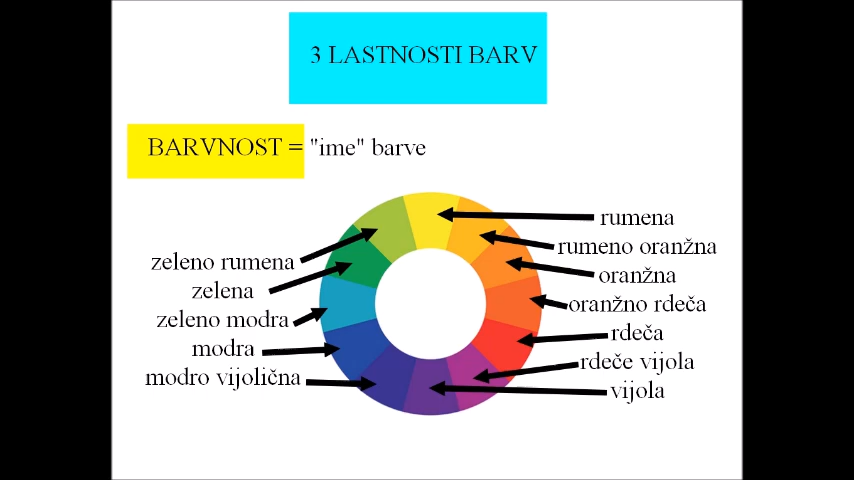 3 LASTNOSTI BARV
BARVNOST = "ime" barve
rumena
rumeno oranžna
oranžna
oranžno rdeča
rdeča
rdeče vijola
vijola
zeleno rumena
zelena
zeleno modra
modra
modro vijolična